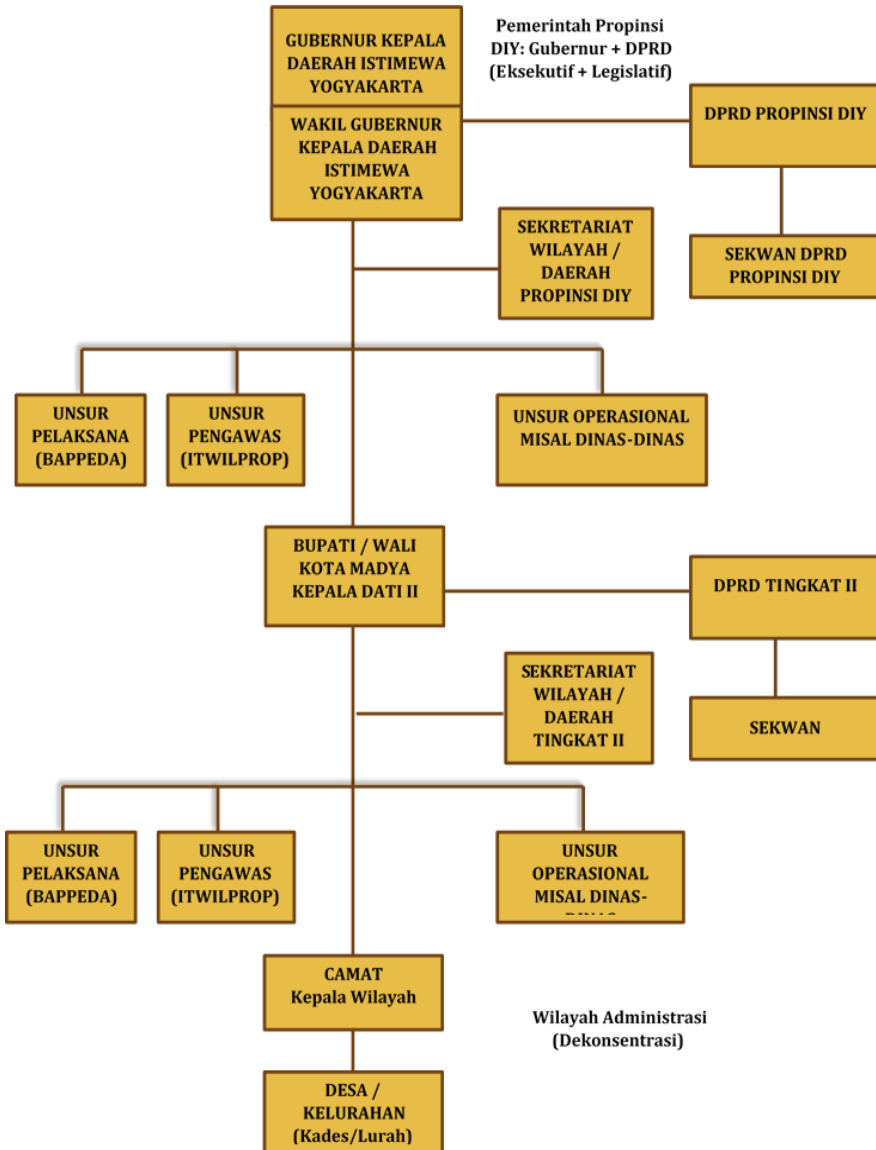 GUBERNUR KEPALA
DAERAH ISTIMEWA
YOGYAKARTA
Pemerintah Propinsi
DIY: Gubernur + DPRD
(Eksekutif + Legislatif)
WAKIL GUBERNUR
KEPALA DAERAH
ISTIMEWA
YOGYAKARTA
DPRD PROPINSI DIY
SEKRETARIAT
WILAYAH /
DAERAH
PROPINSI DIY
SEKWAN DPRD
PROPINSI DIY
UNSUR
PELAKSANA
(BAPPEDA)
UNSUR
PENGAWAS
(ITWILPROP)
UNSUR OPERASIONAL
MISAL DINAS-DINAS
BUPATI / WALI
KOTA MADYA
KEPALA DATI II
DPRD TINGKAT II
SEKRETARIAT
WILAYAH /
DAERAH
TINGKAT II
SEKWAN
UNSUR
PELAKSANA
(BAPPEDA)
UNSUR
PENGAWAS
(ITWILPROP)
UNSUR
OPERASIONAL
MISAL DINAS-
CAMAT
Kepala Wilayah
Wilayah Administrasi
(Dekonsentrasi)
DESA /
KELURAHAN
(Kades/Lurah)